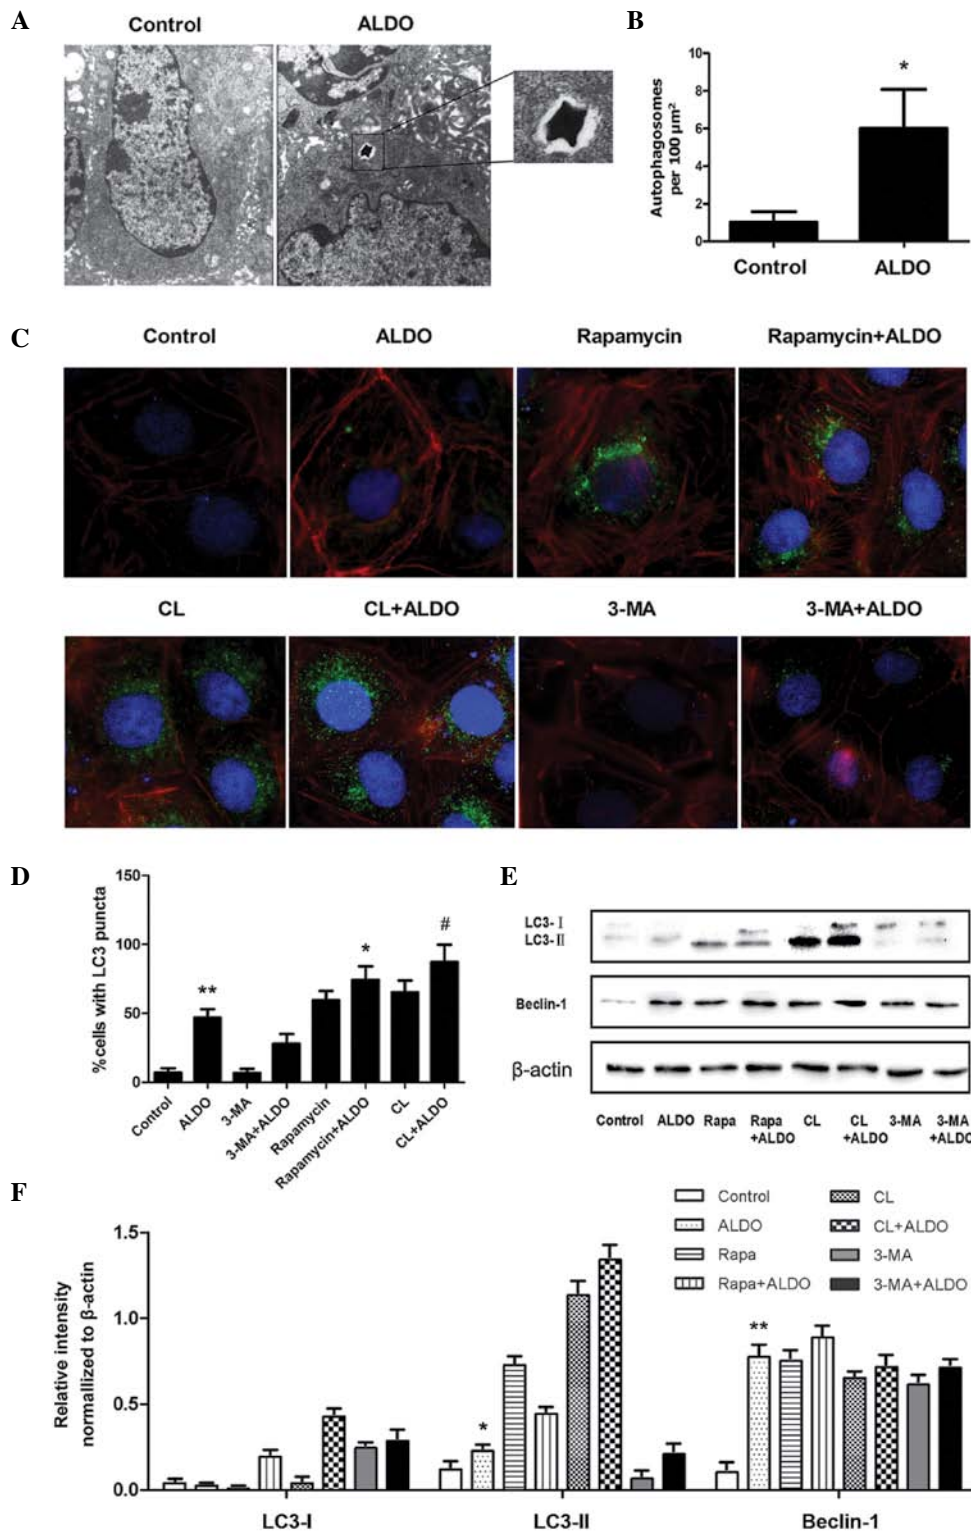 A
Control
ALDO
B
10
8
6
4
2
0
Autophagosomes
per 100 µm²
*
Control
ALDO
C
Control
ALDO
Rapamycin
Rapamycin+ALDO
CL
CL+ALDO
3-MA
3-MA+ALDO
D
150
100
50
0
%cells with LC3 puncta
**
*
#
Control
ALDO
3-MA
3-MA+ALDO
Rapamycin
Rapamycin+ALDO
CL
CL+ALDO
E
LC3-Ⅰ
LC3-Ⅱ
Beclin-1
β-actin
Control
ALDO
Rapa
Rapa
+ALDO
CL
CL
+ALDO
3-MA
3-MA
+ALDO
F
Control
ALDO
Rapa
Rapa+ALDO
CL
CL+ALDO
3-MA
3-MA+ALDO
1.5
1.0
0.5
0.0
Relative intensity
normallized to β-actin
*
**
LC3-I
LC3-II
Beclin-1